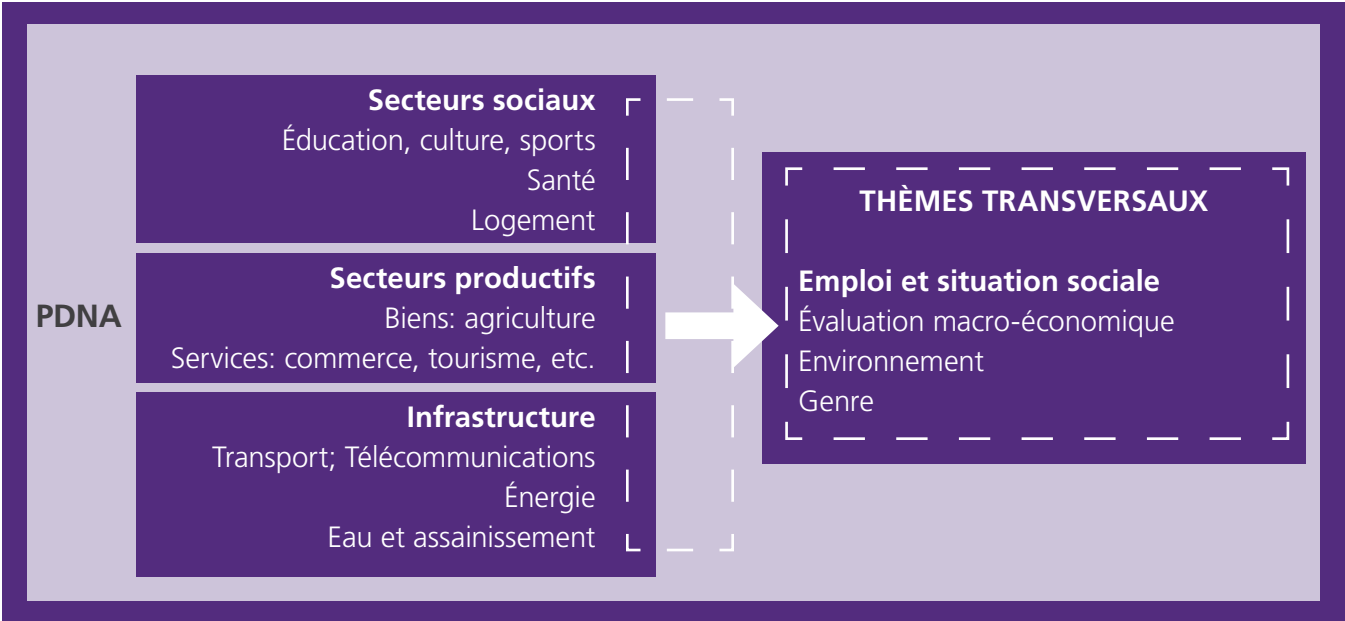 PDNA
Secteurs sociaux
Éducation, culture, sports
Santé
Logement
Secteurs productifs
Biens: agriculture
Services: commerce, tourisme, etc.
Infrastructure
Transport; Télécommunications
Énergie
Eau et assainissement
THÈMES TRANSVERSAUX
Emploi et situation sociale
Évaluation macro-économique
Environnement
Genre